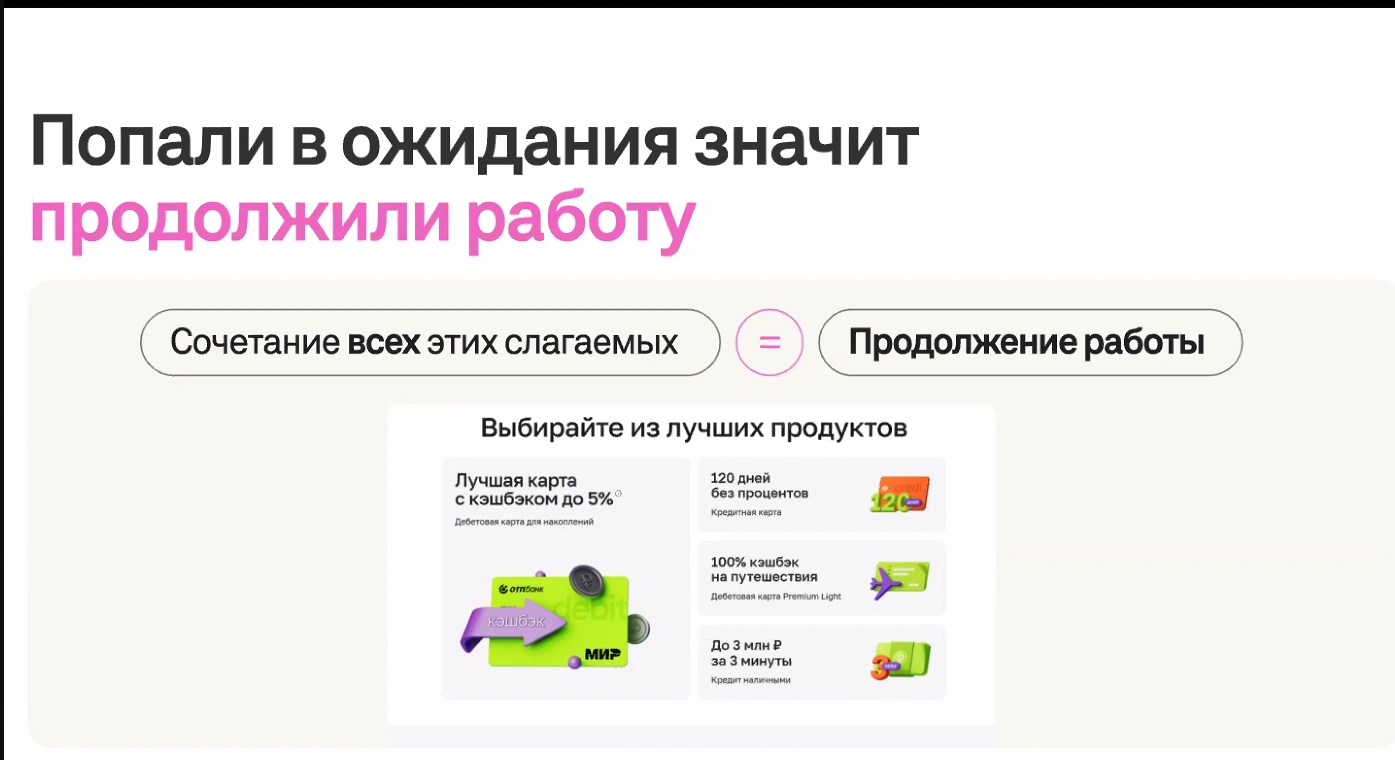 Попали в ожидания значит
продолжили работу
Сочетание всех этих слагаемых
=
Продолжение работы
Выбирайте из лучших продуктов
Лучшая карта
с кэшбэком до 5%
Дебетовая карта для накоплений
отпбанк
debit
кэшбэк
МИР
120 дней
без процентов
Кредитная карта
120
100% кэшбэк
на путешествия
Дебетовая карта Premium Light
До 3 млн ₽
за 3 минуты
Кредит наличными
3